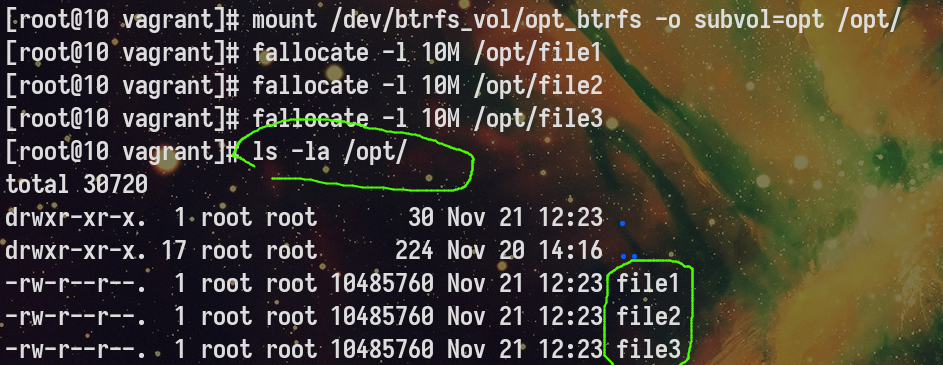 [root@10 vagrant]# mount /dev/btrfs_vol/opt_btrfs -o subvol=opt /opt/
[root@10 vagrant]# fallocate -l 10M /opt/file1
[root@10 vagrant]# fallocate -l 10M /opt/file2
[root@10 vagrant]# fallocate -l 10M /opt/file3
[root@10 vagrant]# ls -la /opt/
total 30720
drwxr-xr-x.  1 root root       30 Nov 21 12:23 .
drwxr-xr-x. 17 root root      224 Nov 20 14:16 ..
-rw-r--r--.  1 root root 10485760 Nov 21 12:23 file1
-rw-r--r--.  1 root root 10485760 Nov 21 12:23 file2
-rw-r--r--.  1 root root 10485760 Nov 21 12:23 file3